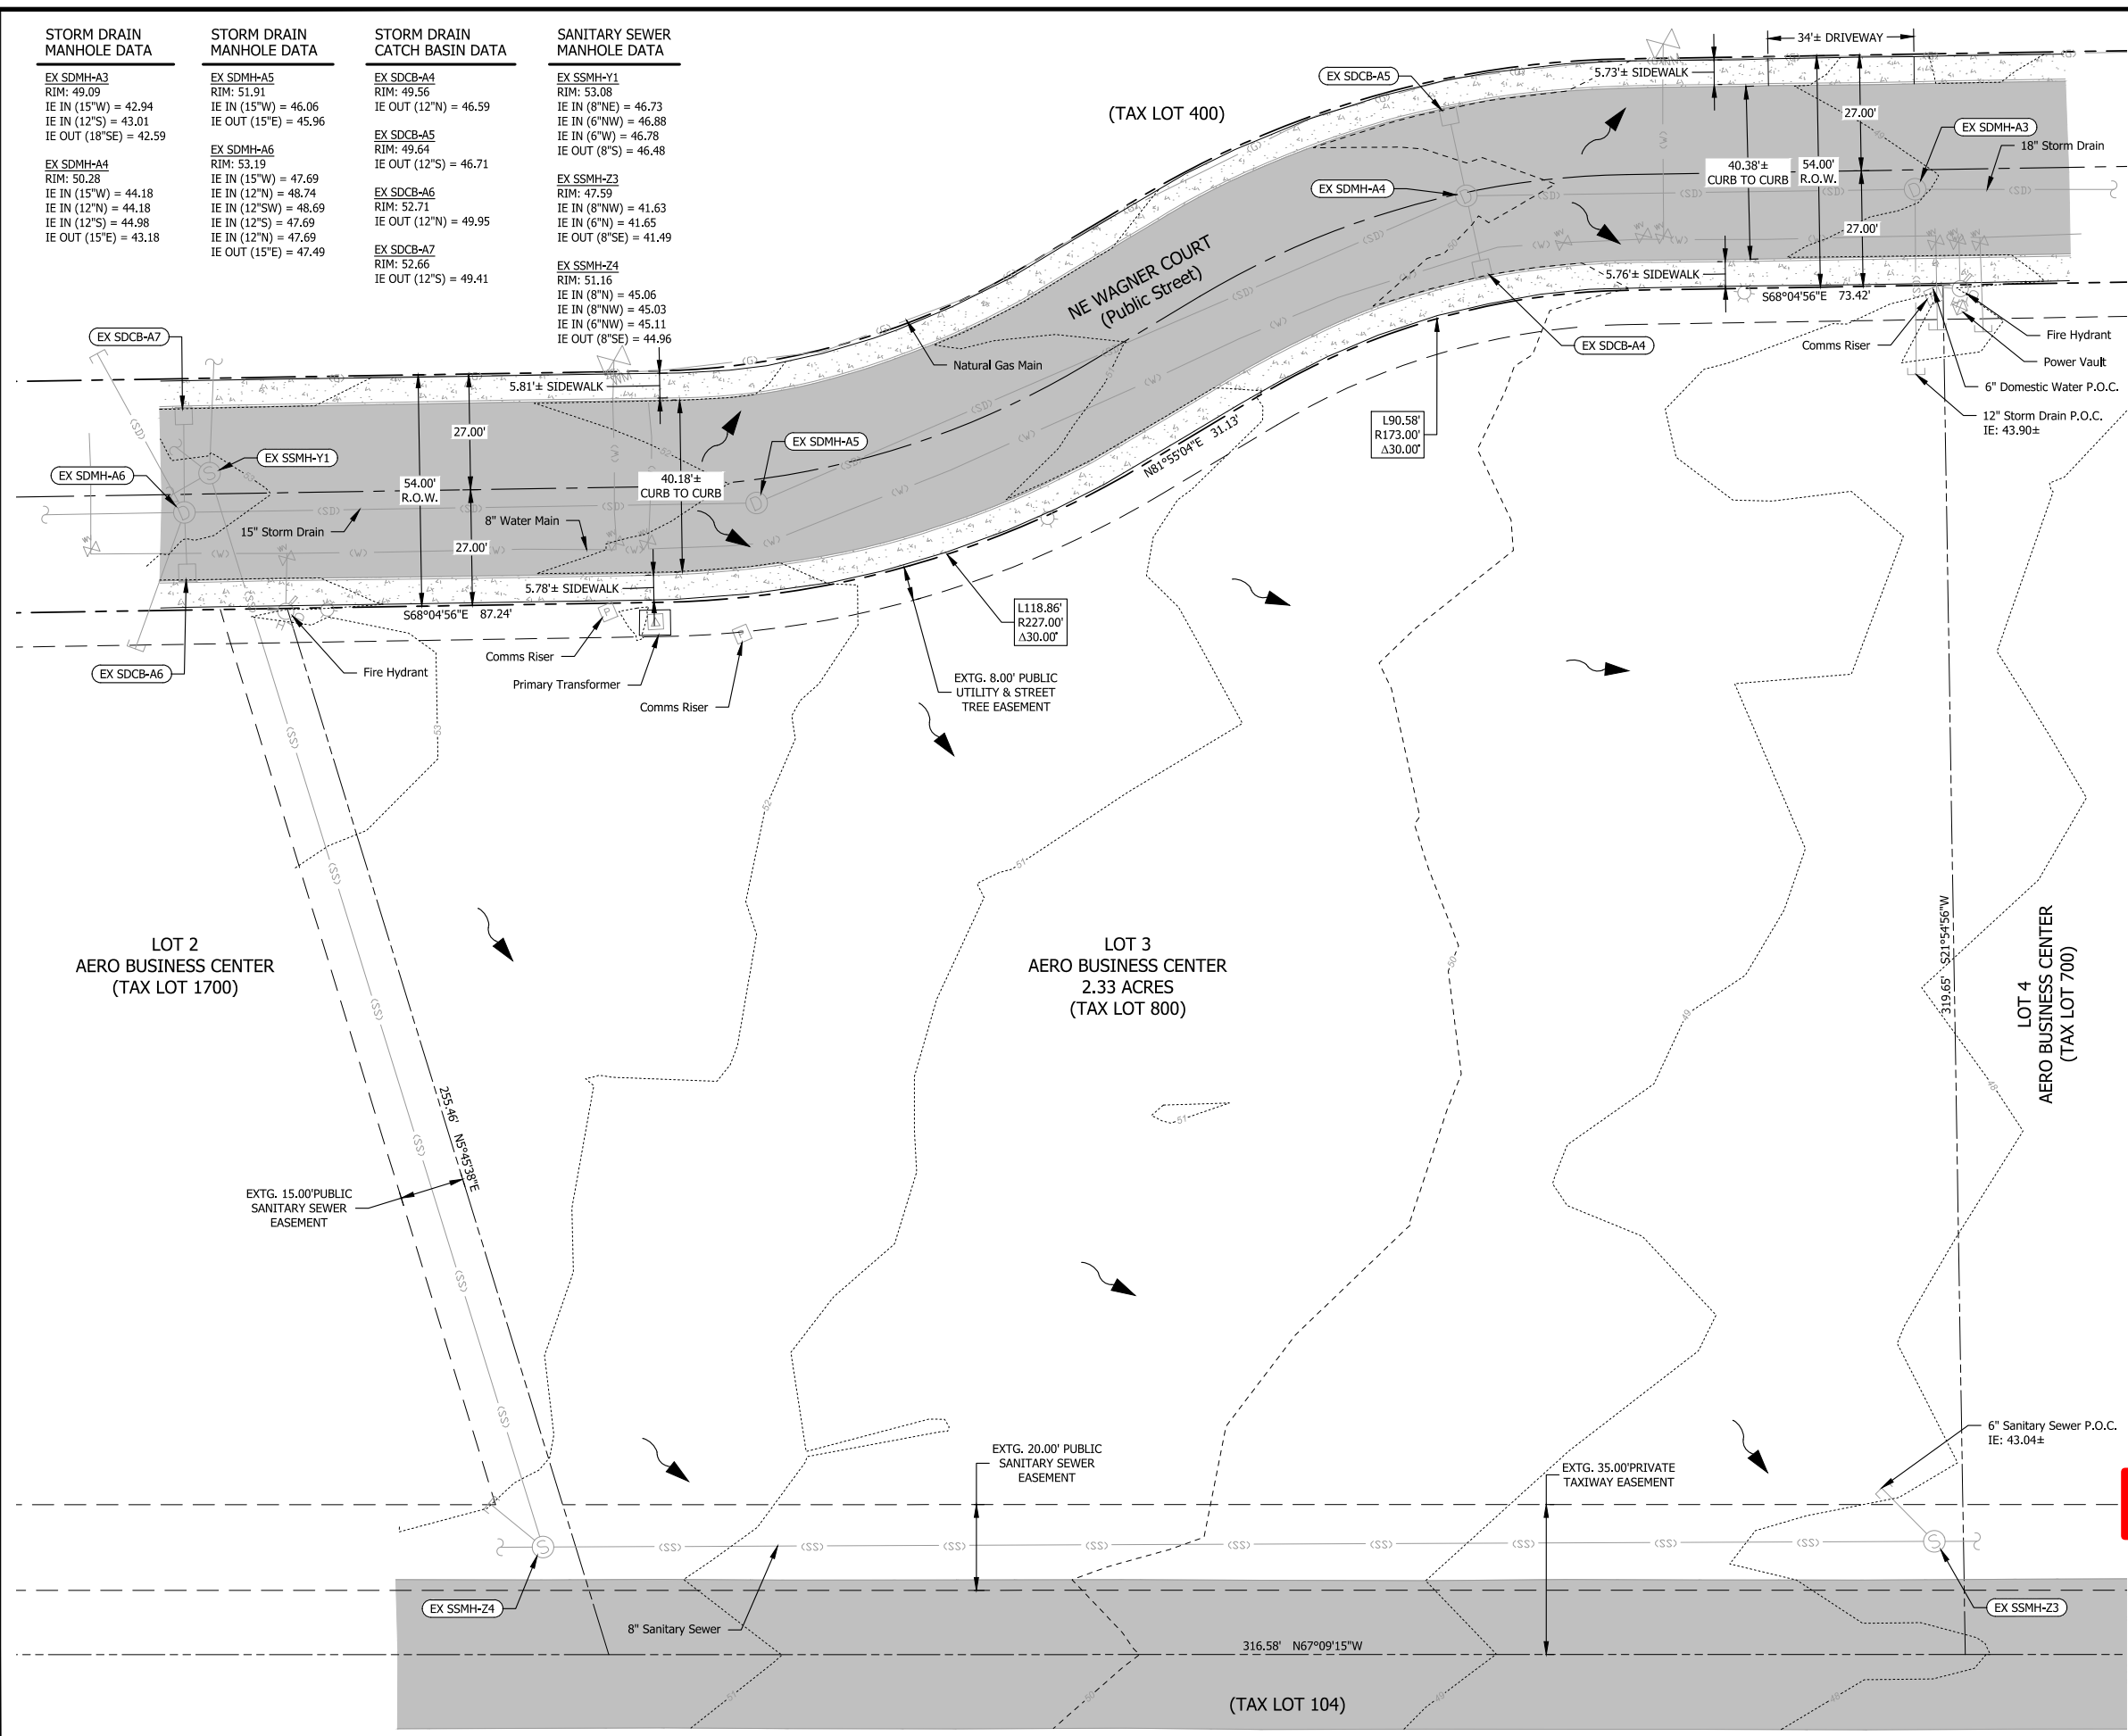 STORM DRAIN
MANHOLE DATA
EX SDMH-A3
RIM: 49.09
IE IN (15"W) = 42.94
IE IN (12"S) = 43.01
IE OUT (18"SE) = 42.59
EX SDMH-A4
RIM: 50.28
IE IN (15"W) = 44.18
IE IN (12"N) = 44.18
IE IN (12"S) = 44.98
IE OUT (15"E) = 43.18
STORM DRAIN
MANHOLE DATA
EX SDMH-A5
RIM: 51.91
IE IN (15"W) = 46.06
IE OUT (15"E) = 45.96
EX SDMH-A6
RIM: 53.19
IE IN (15"W) = 47.69
IE IN (12"N) = 48.74
IE IN (12"SW) = 48.69
IE IN (12"S) = 47.69
IE IN (12"N) = 47.69
IE OUT (15"E) = 47.49
STORM DRAIN
CATCH BASIN DATA
EX SDCB-A4
RIM: 49.56
IE OUT (12"N) = 46.59
EX SDCB-A5
RIM: 49.64
IE OUT (12"S) = 46.71
EX SDCB-A6
RIM: 52.71
IE OUT (12"N) = 49.95
EX SDCB-A7
RIM: 52.66
IE OUT (12"S) = 49.41
SANITARY SEWER
MANHOLE DATA
EX SSMH-Y1
RIM: 53.08
IE IN (8"NE) = 46.73
IE IN (6"NW) = 46.88
IE IN (6"W) = 46.78
IE OUT (8"S) = 46.48
EX SSMH-Z3
RIM: 47.59
IE IN (8"NW) = 41.63
IE IN (6"N) = 41.65
IE OUT (8"SE) = 41.49
EX SSMH-Z4
RIM: 51.16
IE IN (8"N) = 45.06
IE IN (8"NW) = 45.03
IE IN (6"NW) = 45.11
IE OUT (8"SE) = 44.96
34'± DRIVEWAY
EX SDCB-A5
5.73'± SIDEWALK
(TAX LOT 400)
27.00'
EX SDMH-A3
18" Storm Drain
40.38'±
CURB TO CURB
54.00'
R.O.W.
EX SDMH-A4
27.00'
NE WAGNER COURT
(Public Street)
5.76'± SIDEWALK
S68°04'56"E 73.42'
EX SDCB-A7
Natural Gas Main
EX SDCB-A4
Comms Riser
Fire Hydrant
Power Vault
6" Domestic Water P.O.C.
12" Storm Drain P.O.C.
IE: 43.90±
5.81'± SIDEWALK
27.00'
EX SDMH-A5
L90.58'
R173.00'
Δ30.00°
N81°55'04"E 31.13'
EX SSMH-Y1
EX SDMH-A6
54.00'
R.O.W.
40.18'±
CURB TO CURB
15" Storm Drain
8" Water Main
27.00'
5.78'± SIDEWALK
S68°04'56"E 87.24'
L118.86'
R227.00'
Δ30.00°
EX SDCB-A6
Fire Hydrant
Comms Riser
Primary Transformer
Comms Riser
EXTG. 8.00' PUBLIC
UTILITY & STREET
TREE EASEMENT
53
52
51
50
49
48
51
LOT 2
AERO BUSINESS CENTER
(TAX LOT 1700)
LOT 3
AERO BUSINESS CENTER
2.33 ACRES
(TAX LOT 800)
319.65' S21°54'56"W
LOT 4
AERO BUSINESS CENTER
(TAX LOT 700)
255.46' N5°45'38"E
EXTG. 15.00'PUBLIC
SANITARY SEWER
EASEMENT
EXTG. 20.00' PUBLIC
SANITARY SEWER
EASEMENT
EXTG. 35.00'PRIVATE
TAXIWAY EASEMENT
6" Sanitary Sewer P.O.C.
IE: 43.04±
(SS) (SS) (SS) (SS) (SS) (SS) (SS) (SS) (SS)
EX SSMH-Z4
8" Sanitary Sewer
EX SSMH-Z3
316.58' N67°09'15"W
51
50
49
48
(TAX LOT 104)